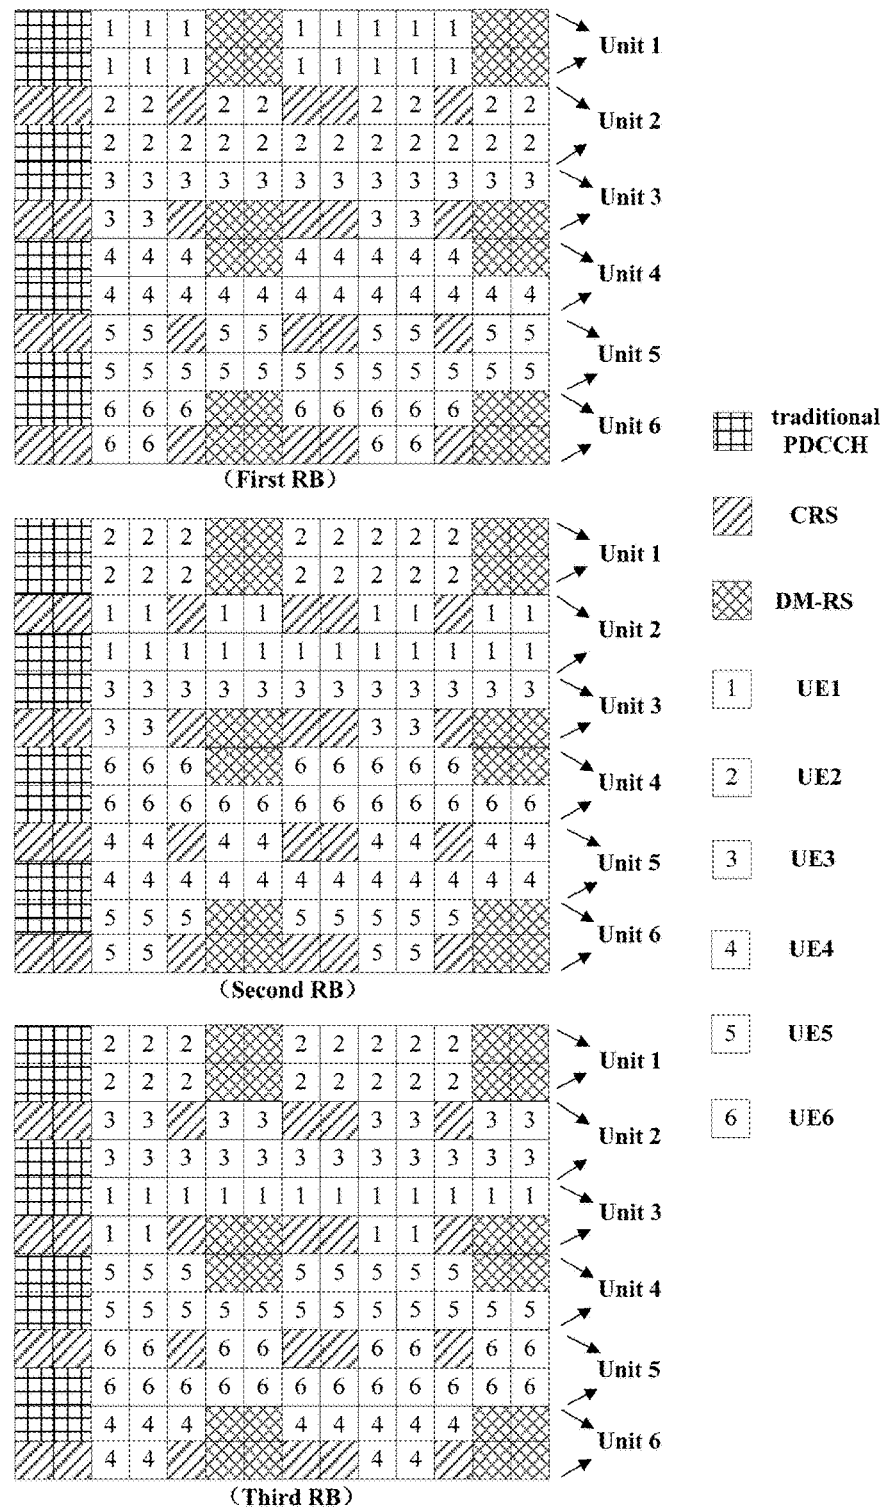 1 1 1 1 1 1 1 1
1 1 1 1 1 1 1 1
Unit 1
2 2 2 2 2 2 2 2
2 2 2 2 2 2 2 2 2 2 2 2
Unit 2
3 3 3 3 3 3 3 3 3 3 3 3
3 3 3 3
Unit 3
4 4 4 4 4 4 4 4
4 4 4 4 4 4 4 4 4 4 4 4
Unit 4
5 5 5 5 5 5 5 5
5 5 5 5 5 5 5 5 5 5 5 5
Unit 5
6 6 6 6 6 6 6 6
6 6 6 6
Unit 6
(First RB)
2 2 2 2 2 2 2 2
2 2 2 2 2 2 2 2
Unit 1
1 1 1 1 1 1 1 1
1 1 1 1 1 1 1 1 1 1 1 1
Unit 2
3 3 3 3 3 3 3 3 3 3 3 3
3 3 3 3
Unit 3
6 6 6 6 6 6 6 6
6 6 6 6 6 6 6 6 6 6 6 6
Unit 4
4 4 4 4 4 4 4 4
4 4 4 4 4 4 4 4 4 4 4 4
Unit 5
5 5 5 5 5 5 5 5
5 5 5 5
Unit 6
(Second RB)
2 2 2 2 2 2 2 2
2 2 2 2 2 2 2 2
Unit 1
3 3 3 3 3 3 3 3
3 3 3 3 3 3 3 3 3 3 3 3
Unit 2
1 1 1 1 1 1 1 1 1 1 1 1
1 1 1 1
Unit 3
5 5 5 5 5 5 5 5
5 5 5 5 5 5 5 5 5 5 5 5
Unit 4
6 6 6 6 6 6 6 6
6 6 6 6 6 6 6 6 6 6 6 6
Unit 5
4 4 4 4 4 4 4 4
4 4 4 4
Unit 6
(Third RB)
traditional
PDCCH
CRS
DM-RS
1 UE1
2 UE2
3 UE3
4 UE4
5 UE5
6 UE6